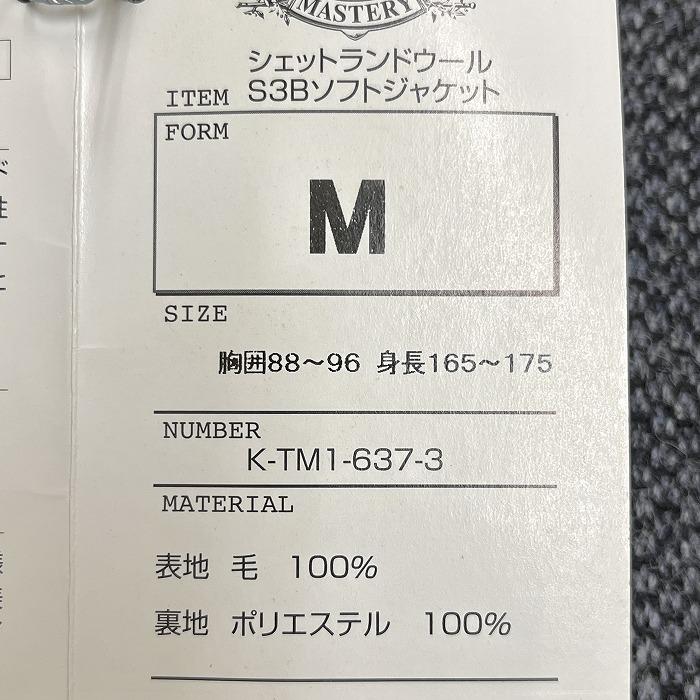 MASTERY
シェットランドウール
ITEM S3Bソフトジャケット
FORM
M
SIZE
胸囲88～96 身長165～175
NUMBER
K-TM1-637-3
MATERIAL
表地 毛 100%
裏地 ポリエステル 100%